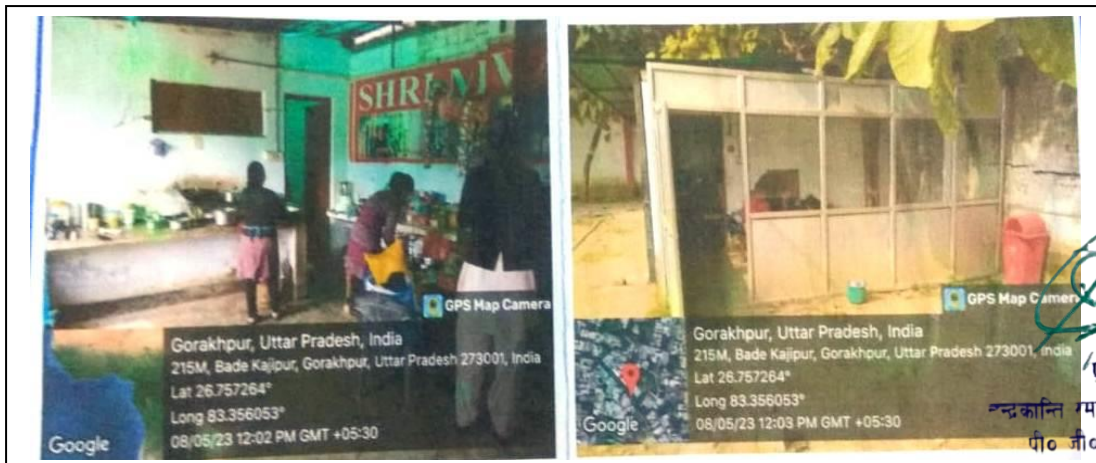 SHRI
GPS Map Camera
Gorakhpur, Uttar Pradesh, India
215M, Bade Kajipur, Gorakhpur, Uttar Pradesh 273001, India
Lat 26.757264°
Long 83.356053°
08/05/23 12:02 PM GMT +05:30
Google
GPS Map Camera
Gorakhpur, Uttar Pradesh, India
215M, Bade Kajipur, Gorakhpur, Uttar Pradesh 273001, India
Lat 26.757264°
Long 83.356053°
08/05/23 12:03 PM GMT +05:30
Google
पी० जी०